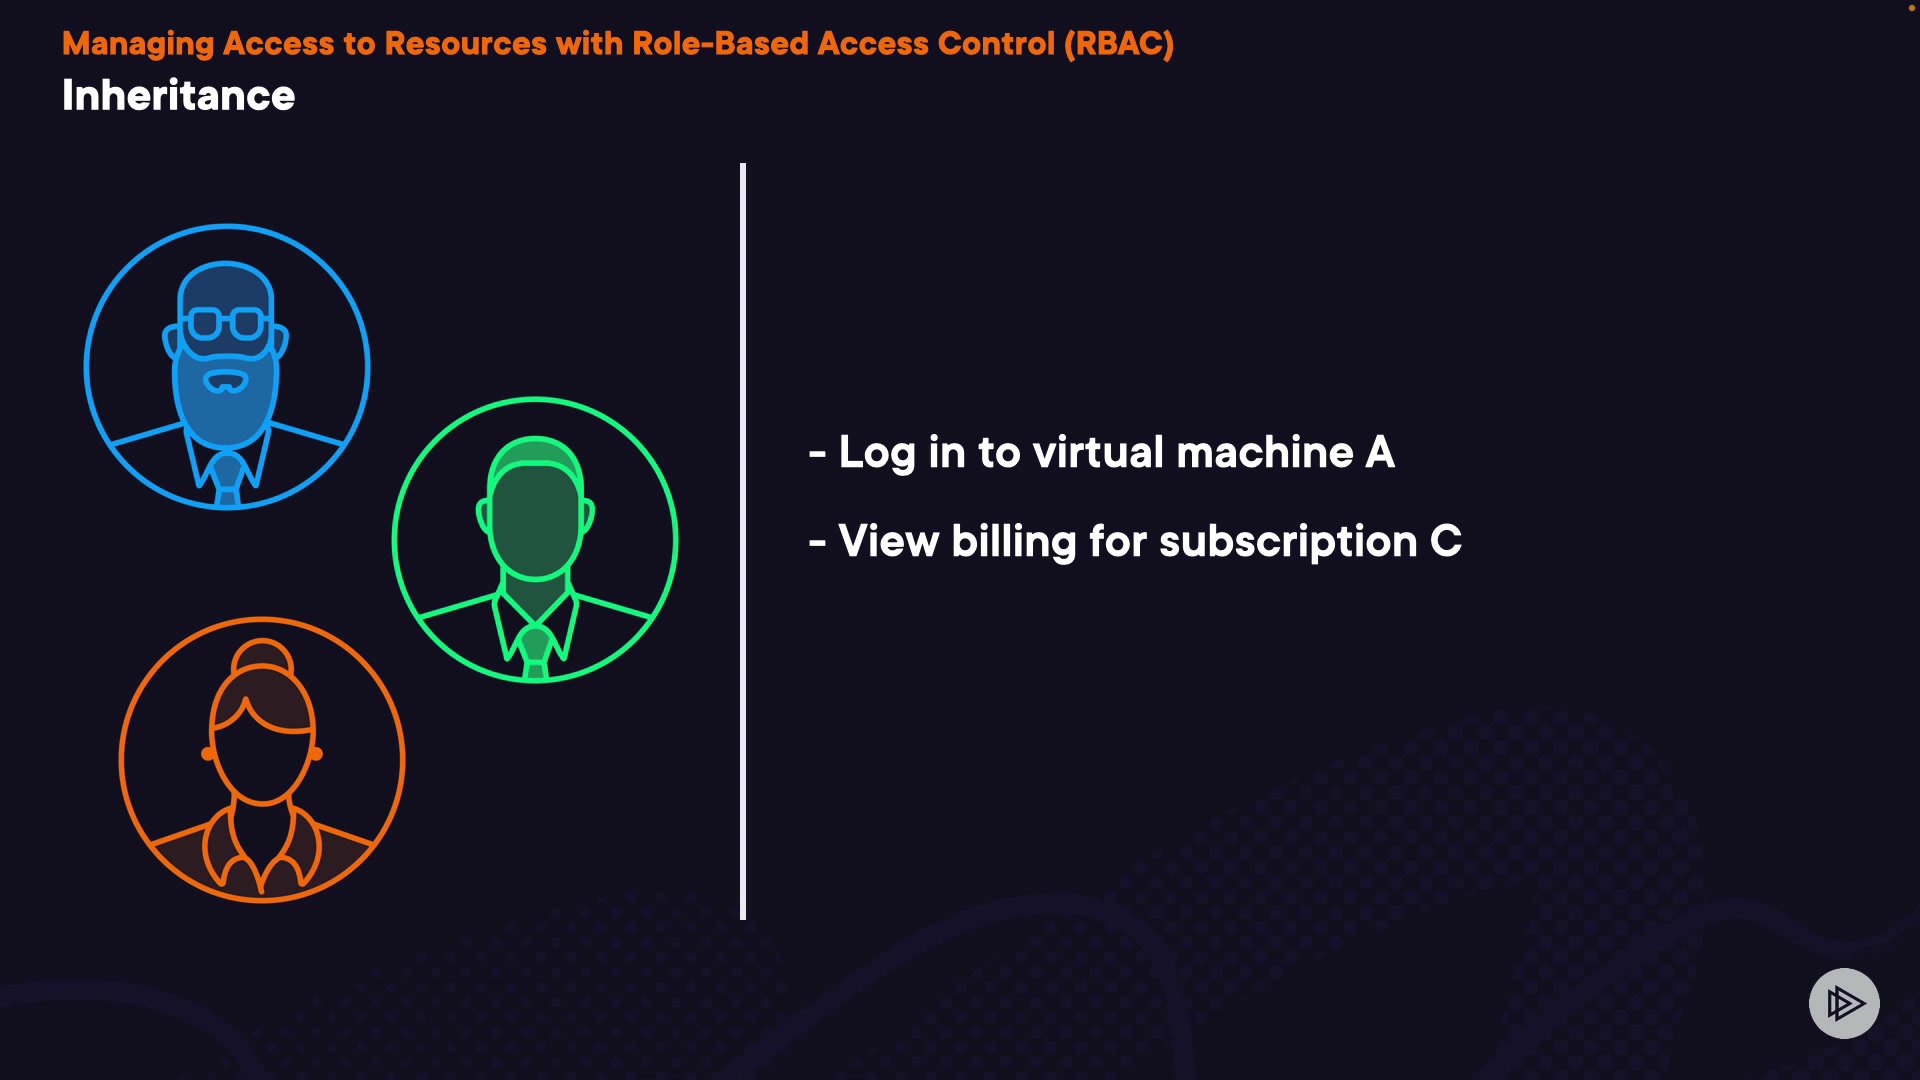 Managing Access to Resources with Role-Based Access Control (RBAC)
Inheritance
- Log in to virtual machine A
- View billing for subscription C